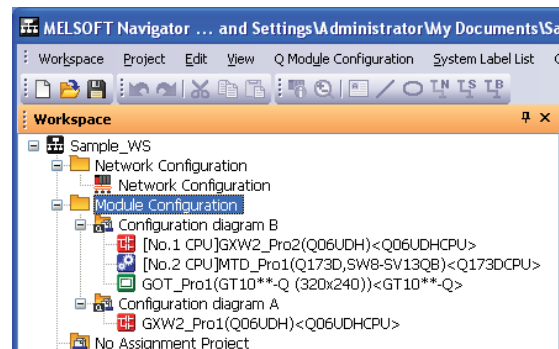 MELSOFT Navigator ... and Settings\Administrator\My Documents\Sa
Workspace Project Edit View Q Module Configuration System Label List
Workspace
Sample_WS
Network Configuration
Network Configuration
Module Configuration
Configuration diagram B
[No.1 CPU]GXW2_Pro2(Q06UDH)<Q06UDHCPU>
[No.2 CPU]MTD_Pro1(Q173D,SW8-SV13QB)<Q173DCPU>
GOT_Pro1(GT10**-Q (320x240))<GT10**-Q>
Configuration diagram A
GXW2_Pro1(Q06UDH)<Q06UDHCPU>
No Assignment Project